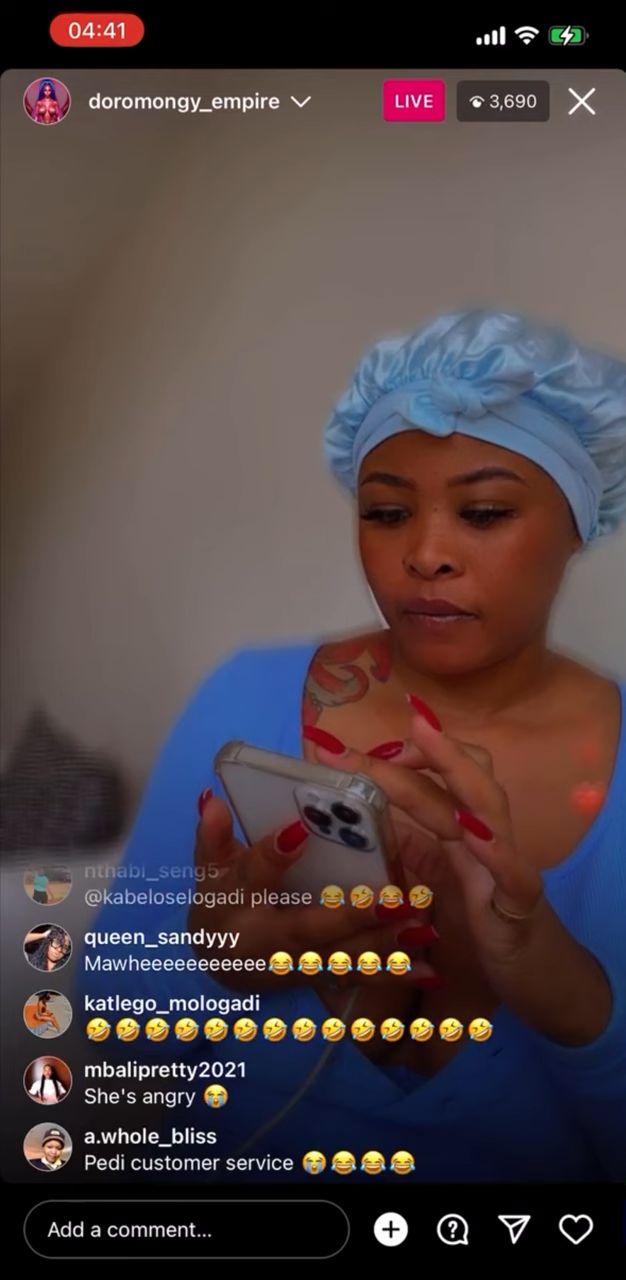 04:41
doromongy_empire
LIVE
3,690
nthabi_seng5
@kabeloselogadi please 😂🤣😂🤣
queen_sandyyy
Mawheeeeeeeeeee😂😂😂😂😂
katlego_mologadi
🤣🤣🤣🤣🤣🤣🤣🤣🤣🤣🤣🤣🤣🤣
mbalipretty2021
She's angry 😭
a.whole_bliss
Pedi customer service 😭😂😂😂
Add a comment...